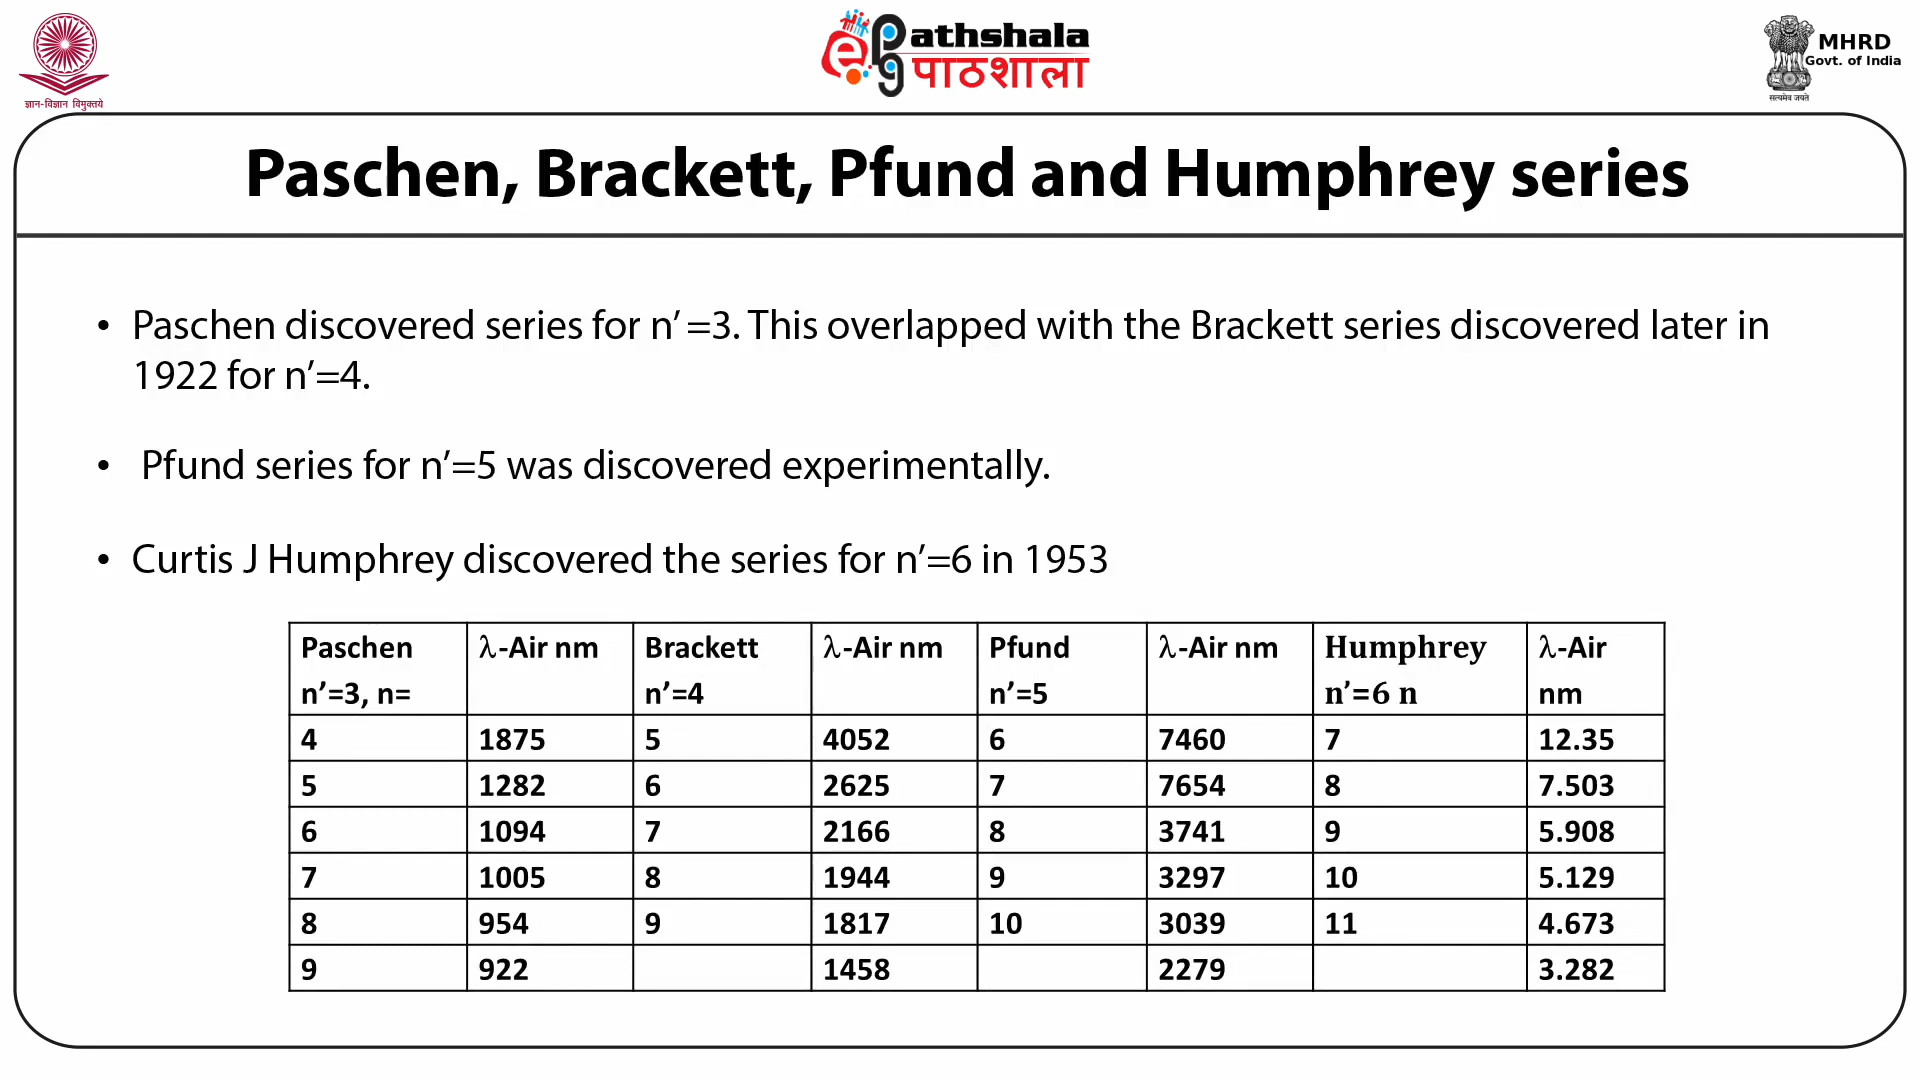 ज्ञान-विज्ञान विमुक्तये
ePathshala
पाठशाला
MHRD
Govt. of India
सत्यमेव जयते
Paschen, Brackett, Pfund and Humphrey series
• Paschen discovered series for n’ =3. This overlapped with the Brackett series discovered later in
1922 for n’=4.
• Pfund series for n’=5 was discovered experimentally.
• Curtis J Humphrey discovered the series for n’=6 in 1953
Paschen n’=3, n= λ-Air nm Brackett n’=4 λ-Air nm Pfund n’=5 λ-Air nm Humphrey n’=6 n λ-Air nm
4 1875 5 4052 6 7460 7 12.35
5 1282 6 2625 7 7654 8 7.503
6 1094 7 2166 8 3741 9 5.908
7 1005 8 1944 9 3297 10 5.129
8 954 9 1817 10 3039 11 4.673
9 922 1458 2279 3.282